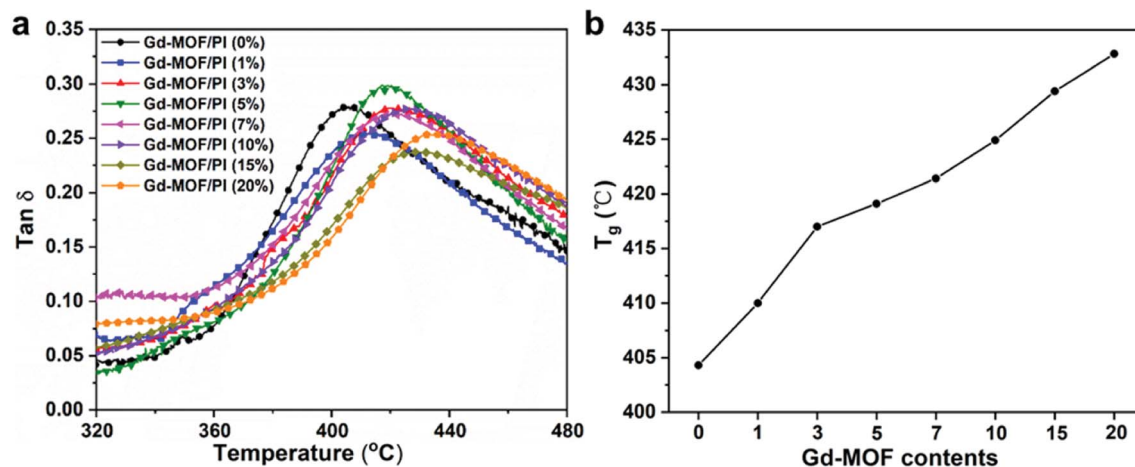 a
0.35
0.30
0.25
0.20
0.15
0.10
0.05
0.00
Tan δ
Gd-MOF/PI (0%)
Gd-MOF/PI (1%)
Gd-MOF/PI (3%)
Gd-MOF/PI (5%)
Gd-MOF/PI (7%)
Gd-MOF/PI (10%)
Gd-MOF/PI (15%)
Gd-MOF/PI (20%)
320 360 400 440 480
Temperature (°C)
b
435
430
425
420
415
410
405
400
Tg (℃)
0 1 3 5 7 10 15 20
Gd-MOF contents